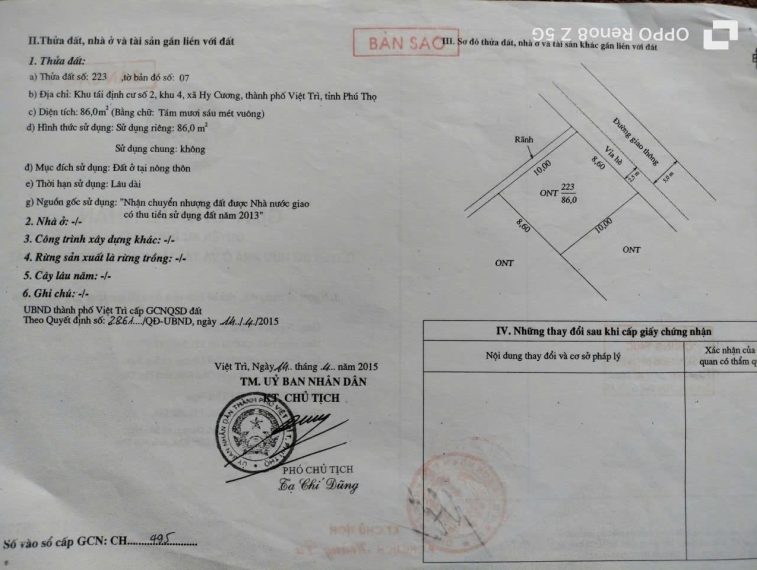 II.Thửa đất, nhà ở và tài sản gắn liền với đất
1. Thửa đất:
a) Thửa đất số: 223 ,tờ bản đồ số: 07
b) Địa chỉ: Khu tái định cư số 2, khu 4, xã Hy Cương, thành phố Việt Trì, tỉnh Phú Thọ
c) Diện tích: 86,0m² (Bằng chữ: Tám mươi sáu mét vuông)
d) Hình thức sử dụng: Sử dụng riêng: 86,0 m²
Sử dụng chung: không
đ) Mục đích sử dụng: Đất ở tại nông thôn
e) Thời hạn sử dụng: Lâu dài
g) Nguồn gốc sử dụng: "Nhận chuyển nhượng đất được Nhà nước giao
có thu tiền sử dụng đất năm 2013"
2. Nhà ở: -/-
3. Công trình xây dựng khác: -/-
4. Rừng sản xuất là rừng trồng: -/-
5. Cây lâu năm: -/-
6. Ghi chú: -/-
UBND thành phố Việt Trì cấp GCNQSD đất
Theo Quyết định số: 2861.../QĐ-UBND, ngày 14./4./2015
Việt Trì, Ngày 14. tháng .4.. năm 2015
TM. UỶ BAN NHÂN DÂN
KT. CHỦ TỊCH
PHÓ CHỦ TỊCH
Tạ Chí Dũng
Số vào sổ cấp GCN: CH....495.........
BẢN SAO
III. Sơ đồ thửa đất, nhà ở và tài sản khác gắn liền với đất
OPPO Reno8 Z 5G
Rãnh
10,00
8,60
Vỉa hè
2,5 m
Đường giao thông
5,0 m
ONT 223
86,0
8,60
10,00
ONT
ONT
IV. Những thay đổi sau khi cấp giấy chứng nhận
Nội dung thay đổi và cơ sở pháp lý
Xác nhận của
quan có thẩm q